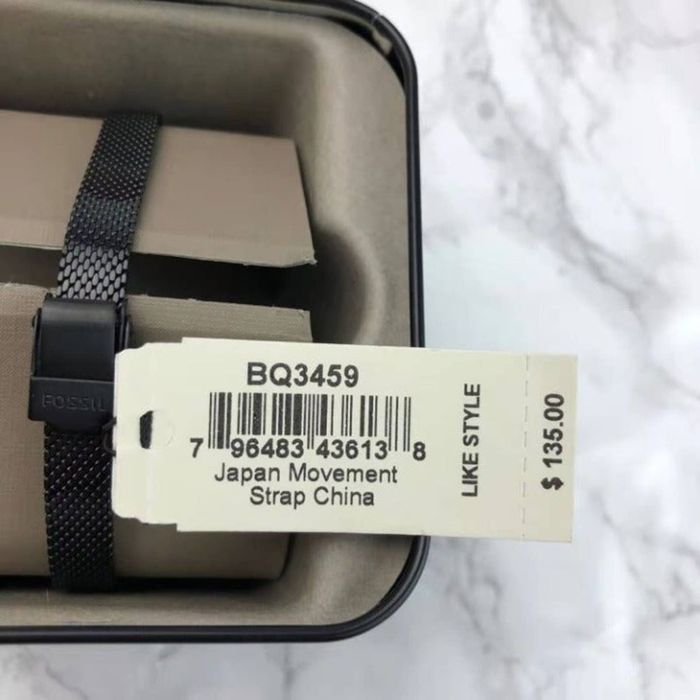 BQ3459
7 96483 43613 8
Japan Movement
Strap China
LIKE STYLE
$ 135.00
FOSSIL